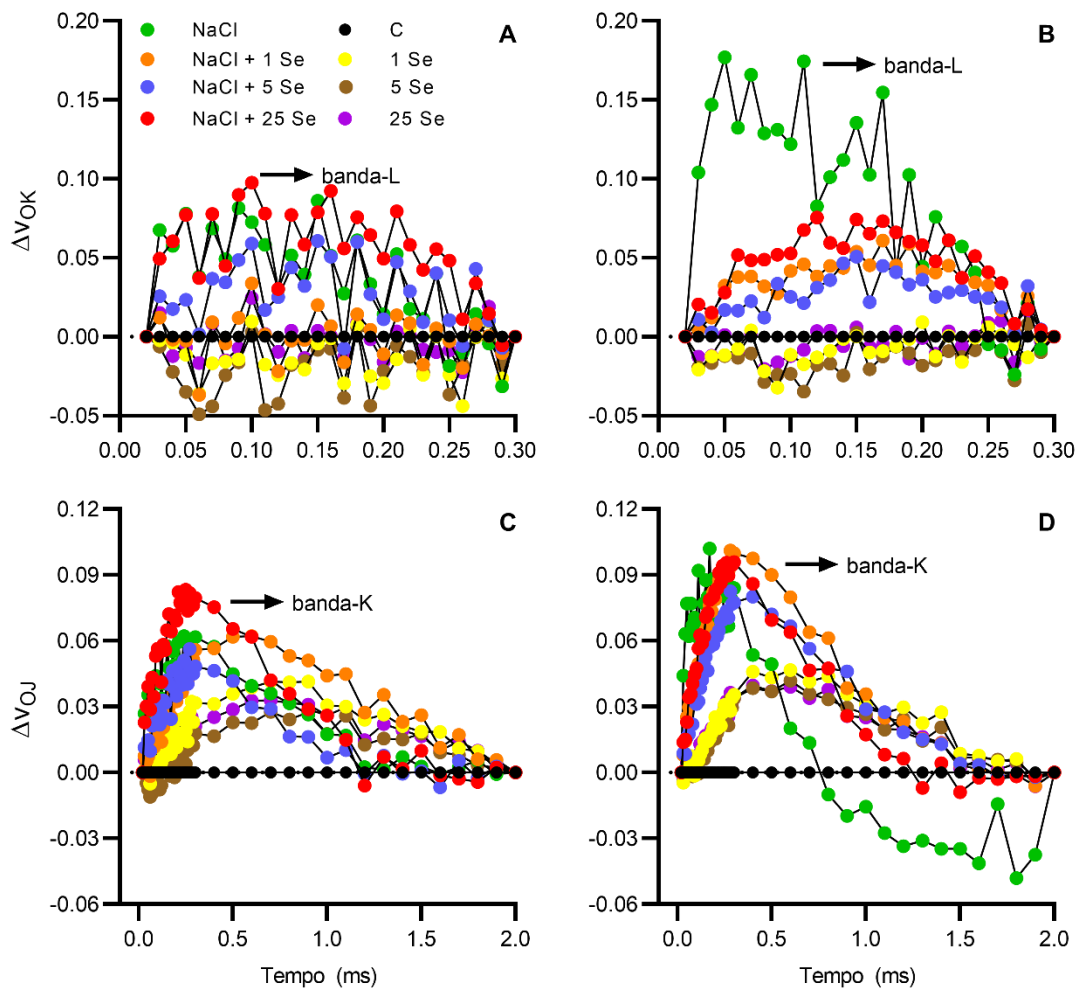 A
NaCl
C
NaCl + 1 Se
1 Se
NaCl + 5 Se
5 Se
NaCl + 25 Se
25 Se
banda-L
ΔV_OK
0.20
0.15
0.10
0.05
0.00
-0.05
0.00 0.05 0.10 0.15 0.20 0.25 0.30
B
banda-L
0.20
0.15
0.10
0.05
0.00
-0.05
0.00 0.05 0.10 0.15 0.20 0.25 0.30
C
banda-K
ΔV_OJ
0.12
0.09
0.06
0.03
0.00
-0.03
-0.06
0.0 0.5 1.0 1.5 2.0
Tempo (ms)
D
banda-K
0.12
0.09
0.06
0.03
0.00
-0.03
-0.06
0.0 0.5 1.0 1.5 2.0
Tempo (ms)